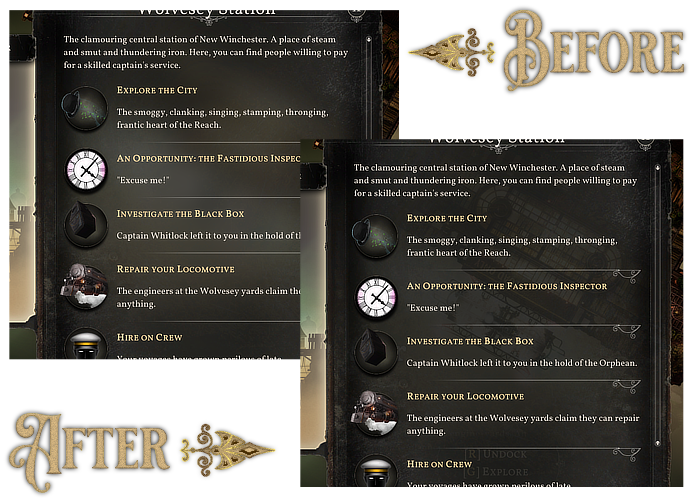 Wolvesey Station
The clamouring central station of New Winchester. A place of steam
and smut and thundering iron. Here, you can find people willing to pay
for a skilled captain's service.
Explore the City
The smoggy, clanking, singing, stamping, thronging,
frantic heart of the Reach.
An Opportunity: the Fastidious Inspec
"Excuse me!"
Investigate the Black Box
Captain Whitlock left it to you in the hold of th
Repair your Locomotive
The engineers at the Wolvesey yards claim the
anything.
Hire on Crew
Your voyages have grown perilous of late.
Before
Wolvesey Station
The clamouring central station of New Winchester. A place of steam
and smut and thundering iron. Here, you can find people willing to pay
for a skilled captain's service.
Explore the City
The smoggy, clanking, singing, stamping, thronging,
frantic heart of the Reach.
An Opportunity: the Fastidious Inspector
"Excuse me!"
Investigate the Black Box
Captain Whitlock left it to you in the hold of the Orphean.
Repair your Locomotive
The engineers at the Wolvesey yards claim they can repair
anything.
[R] Undock
Hire on Crew
[G] Explore
Your voyages have grown perilous of late.
After